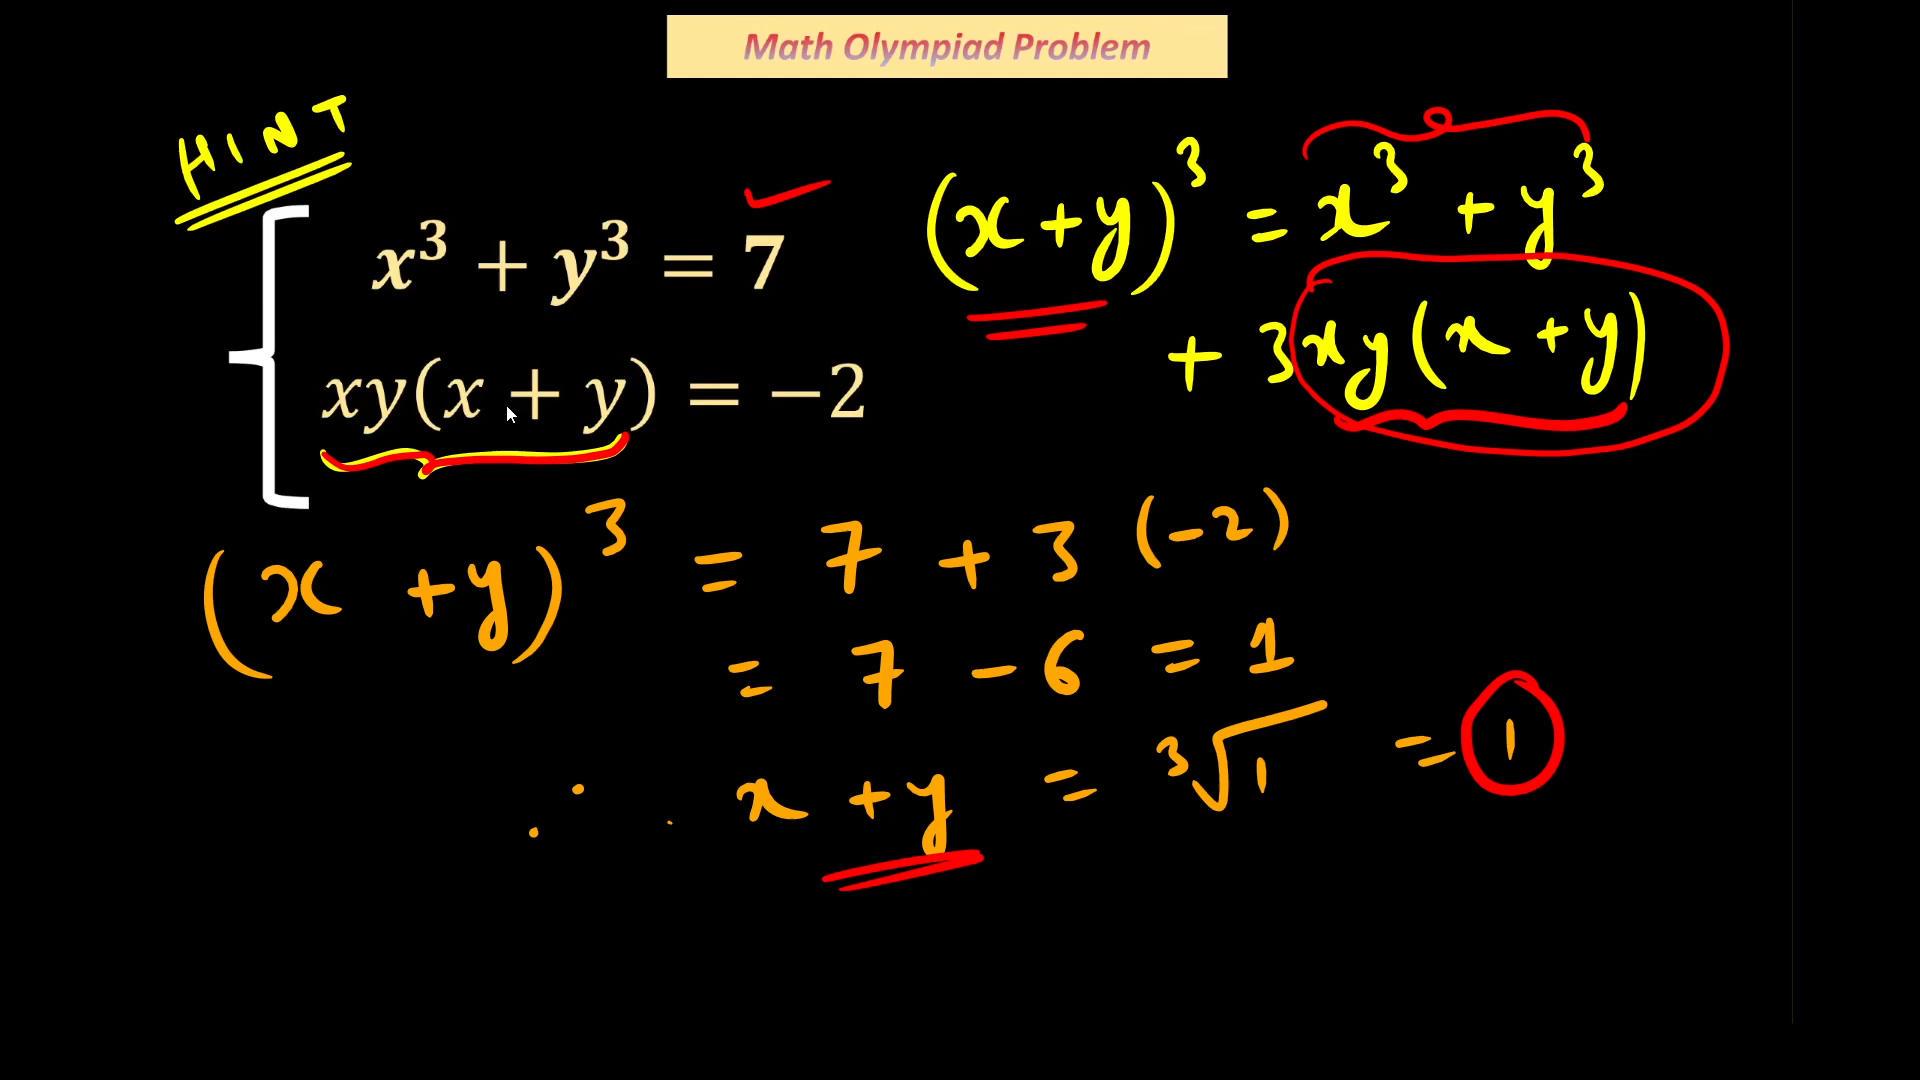 Math Olympiad Problem
HINT
x³ + y³ = 7
xy(x + y) = −2
(x + y)³ = x³ + y³
+ 3xy(x + y)
(x + y)³ = 7 + 3(−2)
= 7 − 6 = 1
∴ x + y = ³√1 = 1